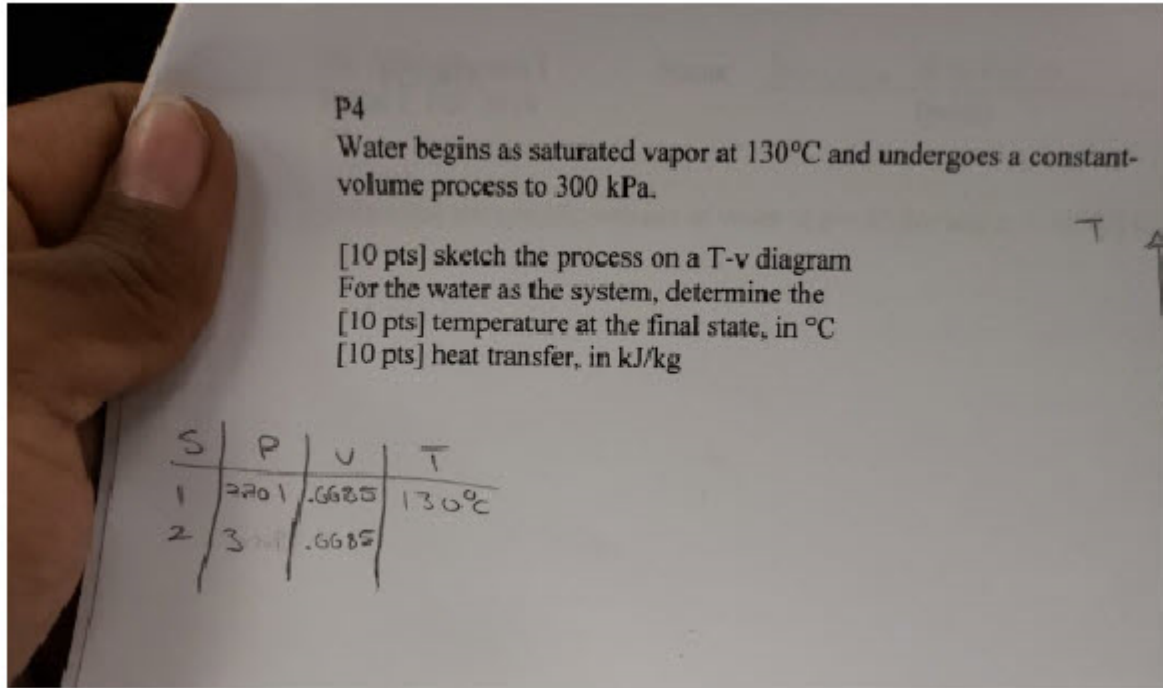 P4
Water begins as saturated vapor at 130°C and undergoes a constant-
volume process to 300 kPa.
T
[10 pts] sketch the process on a T-v diagram
For the water as the system, determine the
[10 pts] temperature at the final state, in °C
[10 pts] heat transfer, in kJ/kg
S P v T
1 2701 .6685 130°C
2 3 .6685